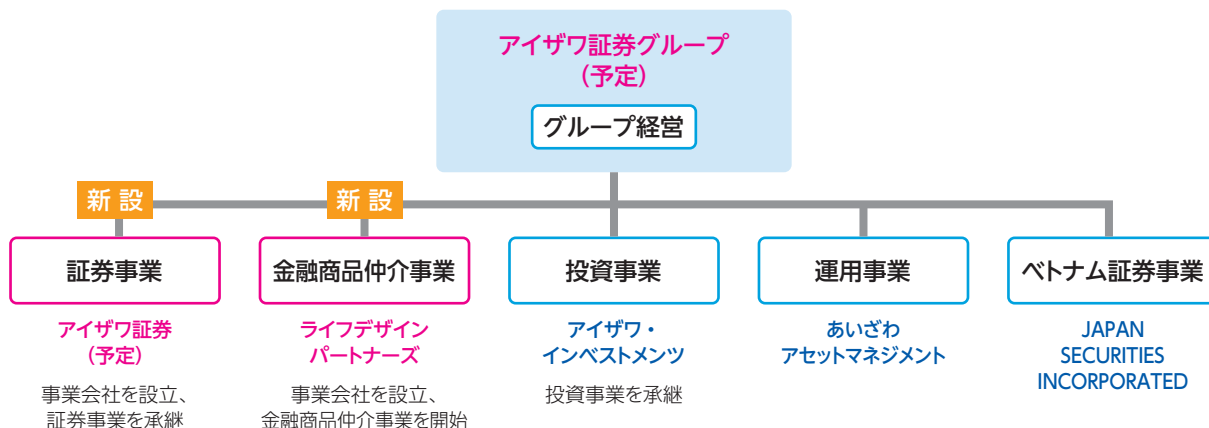 アイザワ証券グループ
(予定)
グループ経営
新設
新設
証券事業
金融商品仲介事業
投資事業
運用事業
ベトナム証券事業
アイザワ証券
(予定)
事業会社を設立、
証券事業を承継
ライフデザイン
パートナーズ
事業会社を設立、
金融商品仲介事業を開始
アイザワ・
インベストメンツ
投資事業を承継
あいざわ
アセットマネジメント
JAPAN
SECURITIES
INCORPORATED